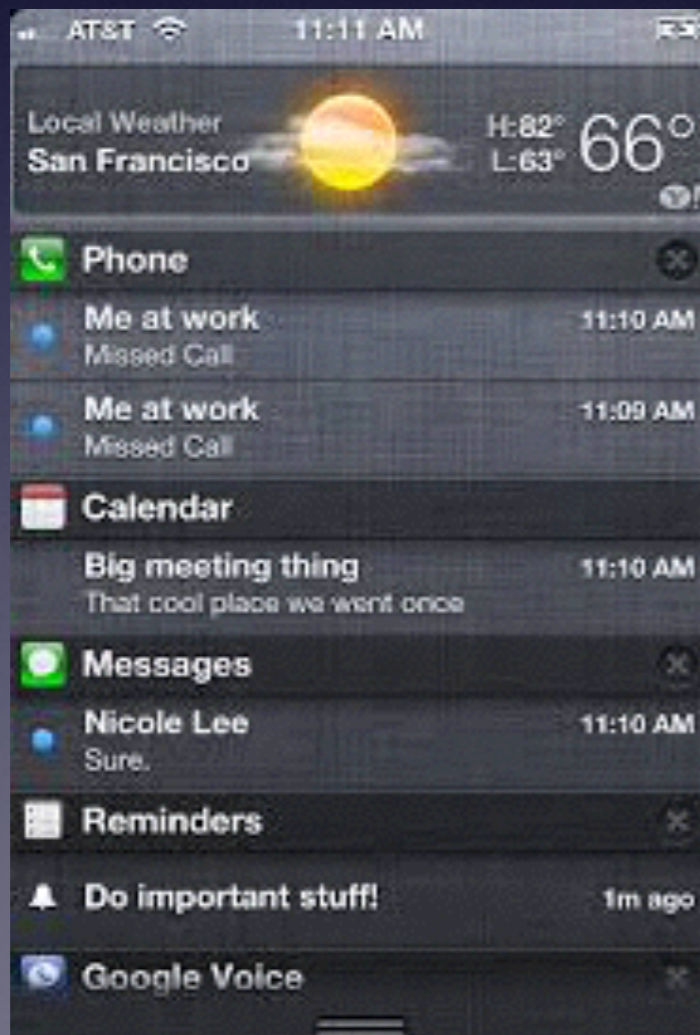 AT&T 11:11 AM
Local Weather
San Francisco
H:82°
L:63°
66°
Phone
Me at work 11:10 AM
Missed Call
Me at work 11:09 AM
Missed Call
Calendar
Big meeting thing 11:10 AM
That cool place we went once
Messages
Nicole Lee 11:10 AM
Sure.
Reminders
Do important stuff! 1m ago
Google Voice